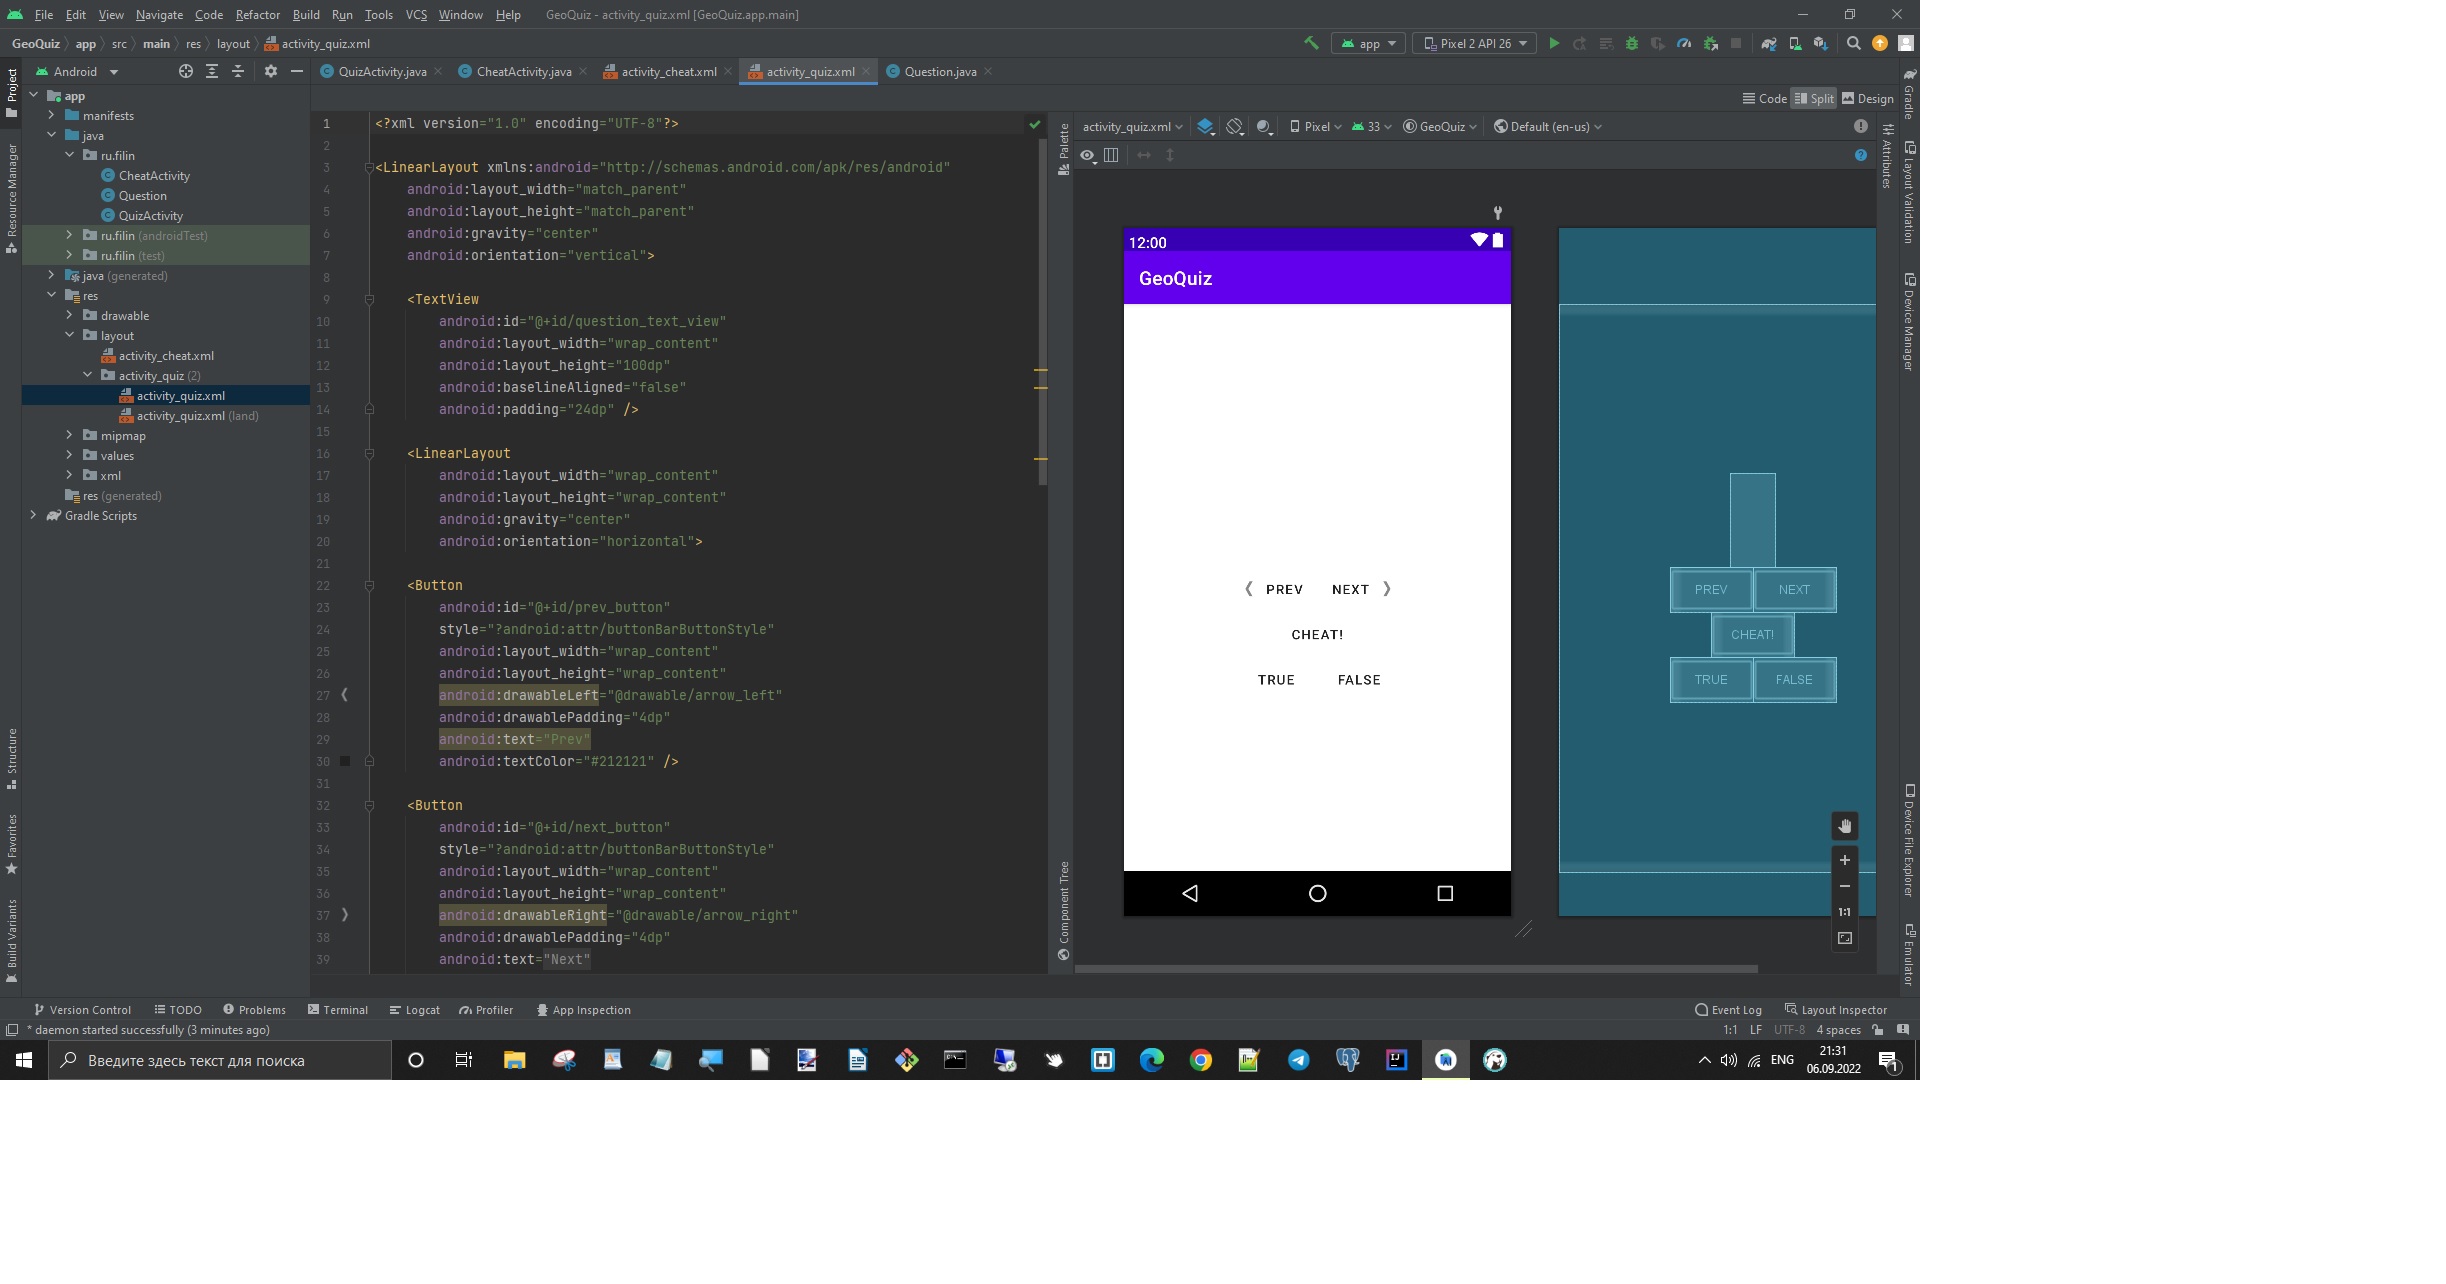 File Edit View Navigate Code Refactor Build Run Tools VCS Window Help GeoQuiz - activity_quiz.xml [GeoQuiz.app.main]
GeoQuiz app src main res layout activity_quiz.xml
app Pixel 2 API 26
Android
QuizActivity.java CheatActivity.java activity_cheat.xml activity_quiz.xml Question.java
Code Split Design
Project
Resource Manager
Structure
Favorites
Build Variants
app
manifests
java
ru.filin
CheatActivity
Question
QuizActivity
ru.filin (androidTest)
ru.filin (test)
java (generated)
res
drawable
layout
activity_cheat.xml
activity_quiz (2)
activity_quiz.xml
activity_quiz.xml (land)
mipmap
values
xml
res (generated)
Gradle Scripts
1 <?xml version="1.0" encoding="UTF-8"?>
2
3 <LinearLayout xmlns:android="http://schemas.android.com/apk/res/android"
4 android:layout_width="match_parent"
5 android:layout_height="match_parent"
6 android:gravity="center"
7 android:orientation="vertical">
8
9 <TextView
10 android:id="@+id/question_text_view"
11 android:layout_width="wrap_content"
12 android:layout_height="100dp"
13 android:baselineAligned="false"
14 android:padding="24dp" />
15
16 <LinearLayout
17 android:layout_width="wrap_content"
18 android:layout_height="wrap_content"
19 android:gravity="center"
20 android:orientation="horizontal">
21
22 <Button
23 android:id="@+id/prev_button"
24 style="?android:attr/buttonBarButtonStyle"
25 android:layout_width="wrap_content"
26 android:layout_height="wrap_content"
27 android:drawableLeft="@drawable/arrow_left"
28 android:drawablePadding="4dp"
29 android:text="Prev"
30 android:textColor="#212121" />
31
32 <Button
33 android:id="@+id/next_button"
34 style="?android:attr/buttonBarButtonStyle"
35 android:layout_width="wrap_content"
36 android:layout_height="wrap_content"
37 android:drawableRight="@drawable/arrow_right"
38 android:drawablePadding="4dp"
39 android:text="Next"
Palette
Component Tree
activity_quiz.xml Pixel 33 GeoQuiz Default (en-us)
12:00
GeoQuiz
PREV NEXT
CHEAT!
TRUE FALSE
PREV NEXT
CHEAT!
TRUE FALSE
1:1
Attributes
Gradle
Layout Validation
Device Manager
Device File Explorer
Emulator
Version Control TODO Problems Terminal Logcat Profiler App Inspection Event Log Layout Inspector
* daemon started successfully (3 minutes ago) 1:1 LF UTF-8 4 spaces
Введите здесь текст для поиска
ENG
21:31
06.09.2022
1